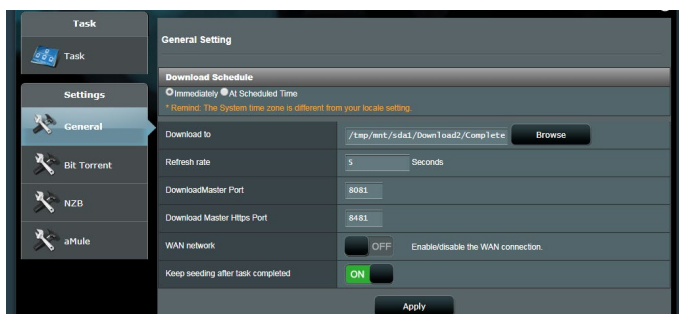 Task
Task
Settings
General
Bit Torrent
NZB
aMule
General Setting
Download Schedule
Immediately At Scheduled Time
* Remind: The System time zone is different from your locale setting.
Download to /tmp/mnt/sda1/Download2/Complete Browse
Refresh rate 5 Seconds
DownloadMaster Port 8081
Download Master Https Port 8481
WAN network OFF Enable/disable the WAN connection.
Keep seeding after task completed ON
Apply